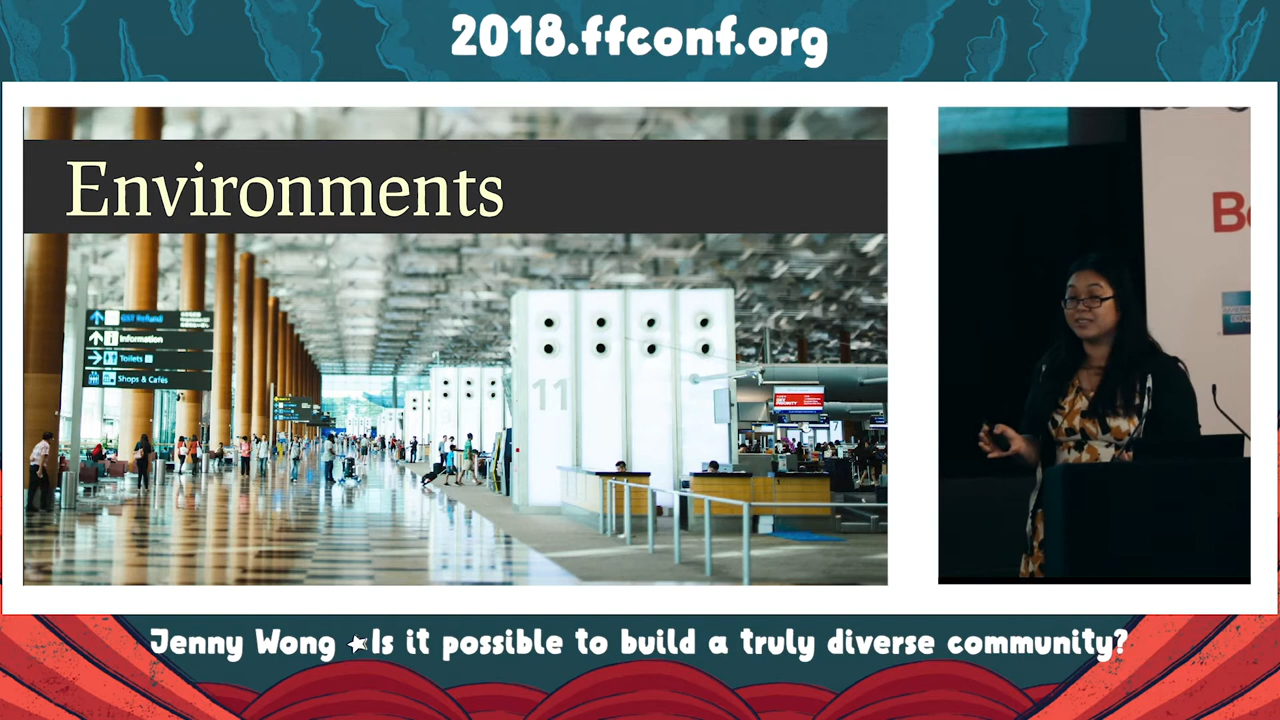 2018.ffconf.org
Environments
GST Refund
Information
Toilets
Shops & Cafés
11
Jenny Wong ★ Is it possible to build a truly diverse community?